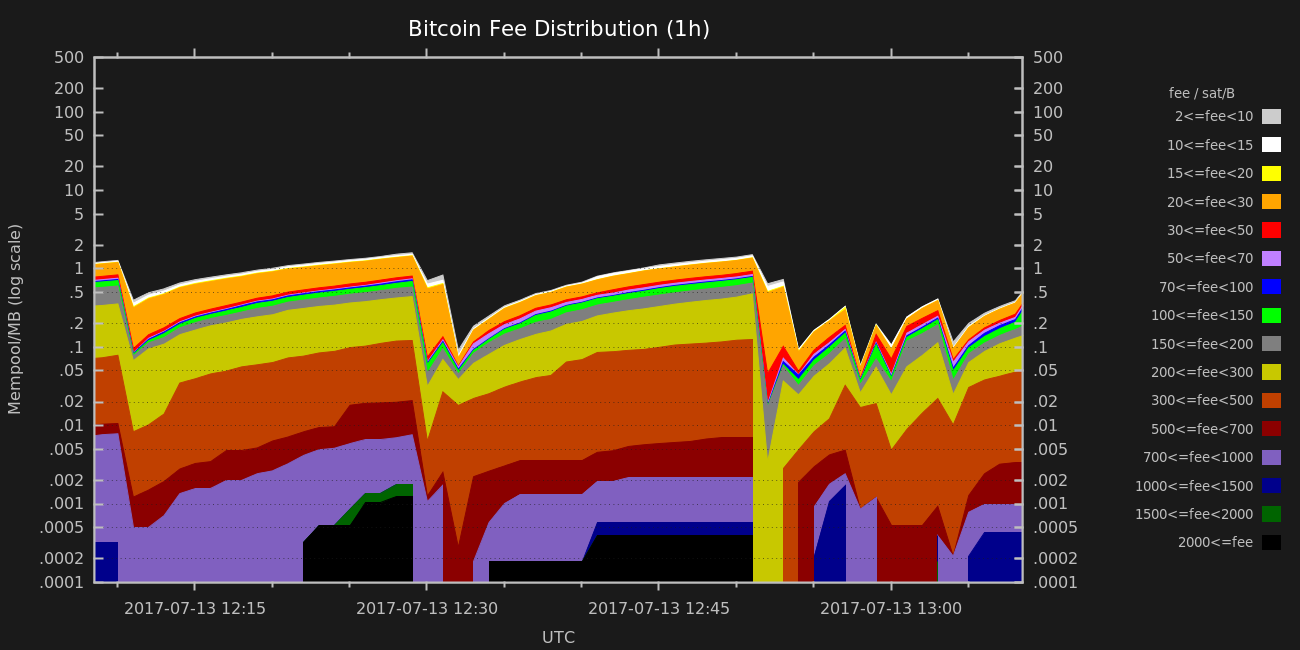 Bitcoin Fee Distribution (1h)
500 500
200 200
100 100
50 50
20 20
10 10
5 5
2 2
1 1
.5 .5
.2 .2
.1 .1
.05 .05
.02 .02
.01 .01
.005 .005
.002 .002
.001 .001
.0005 .0005
.0002 .0002
.0001 .0001
Mempool/MB (log scale)
2017-07-13 12:15 2017-07-13 12:30 2017-07-13 12:45 2017-07-13 13:00
UTC
fee / sat/B
2<=fee<10
10<=fee<15
15<=fee<20
20<=fee<30
30<=fee<50
50<=fee<70
70<=fee<100
100<=fee<150
150<=fee<200
200<=fee<300
300<=fee<500
500<=fee<700
700<=fee<1000
1000<=fee<1500
1500<=fee<2000
2000<=fee